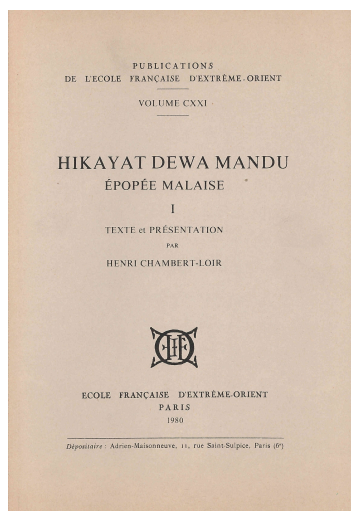 PUBLICATIONS
DE L'ECOLE FRANÇAISE D'EXTRÊME-ORIENT
VOLUME CXXI
HIKAYAT DEWA MANDU
ÉPOPÉE MALAISE
I
TEXTE et PRÉSENTATION
PAR
HENRI CHAMBERT-LOIR
ECOLE FRANÇAISE D'EXTRÊME-ORIENT
PARIS
1980
Dépositaire : Adrien-Maisonneuve, 11, rue Saint-Sulpice, Paris (6e)